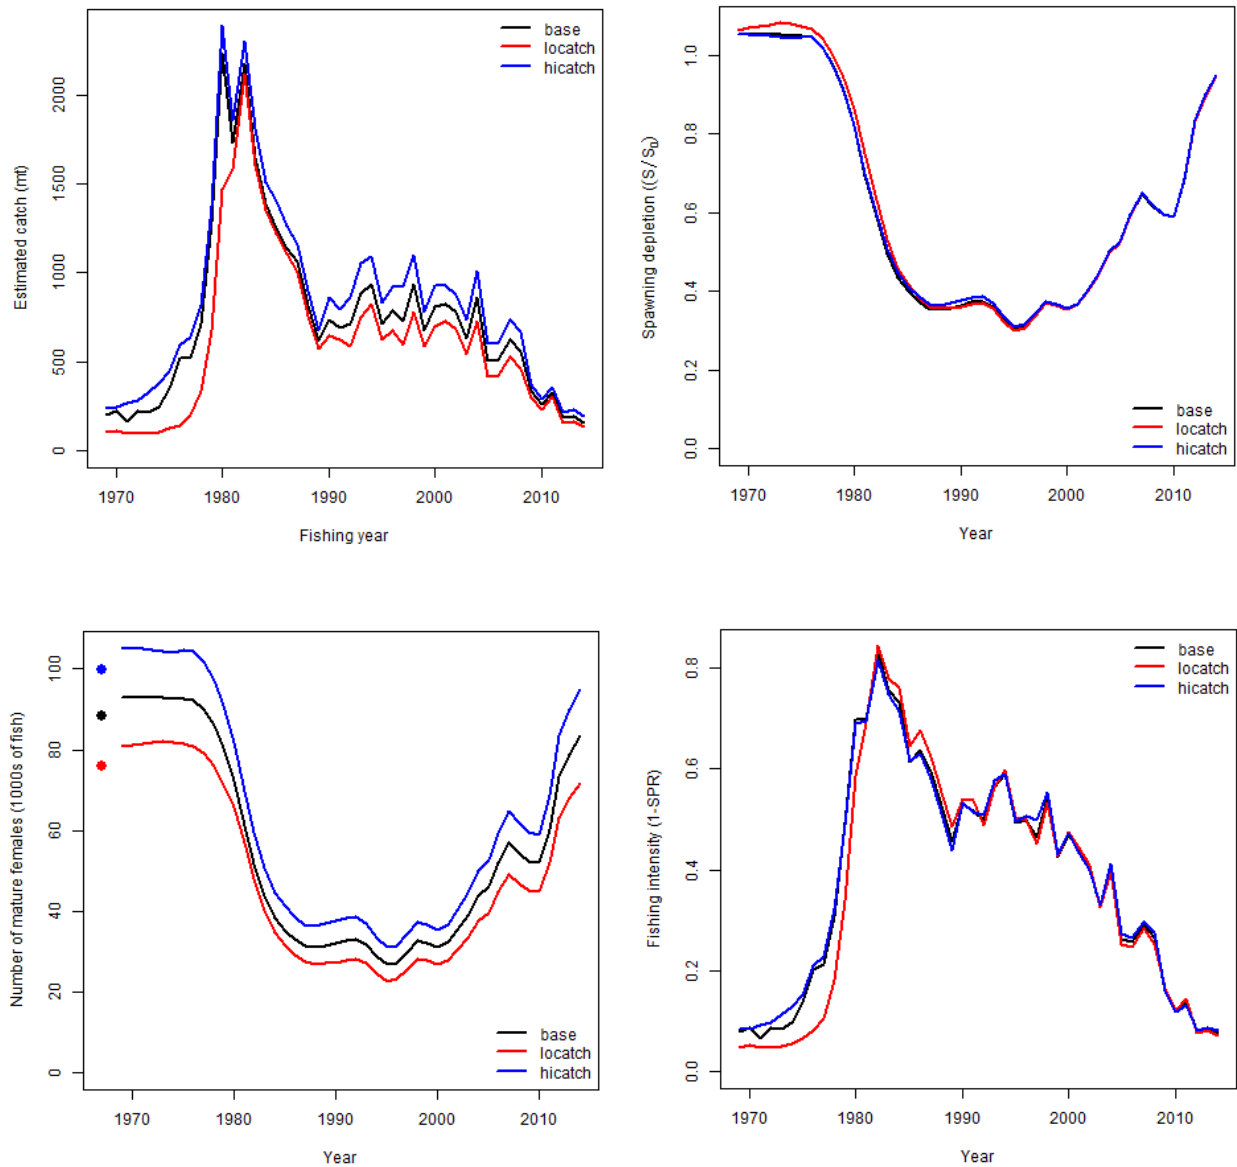 Estimated catch (mt)
0
500
1000
1500
2000
base
locatch
hicatch
1970
1980
1990
2000
2010
Fishing year
Spawning depletion ((S/S0)
0.0
0.2
0.4
0.6
0.8
1.0
base
locatch
hicatch
1970
1980
1990
2000
2010
Year
Number of mature females (1000s of fish)
0
20
40
60
80
100
base
locatch
hicatch
1970
1980
1990
2000
2010
Year
Fishing intensity (1-SPR)
0.0
0.2
0.4
0.6
0.8
base
locatch
hicatch
1970
1980
1990
2000
2010
Year